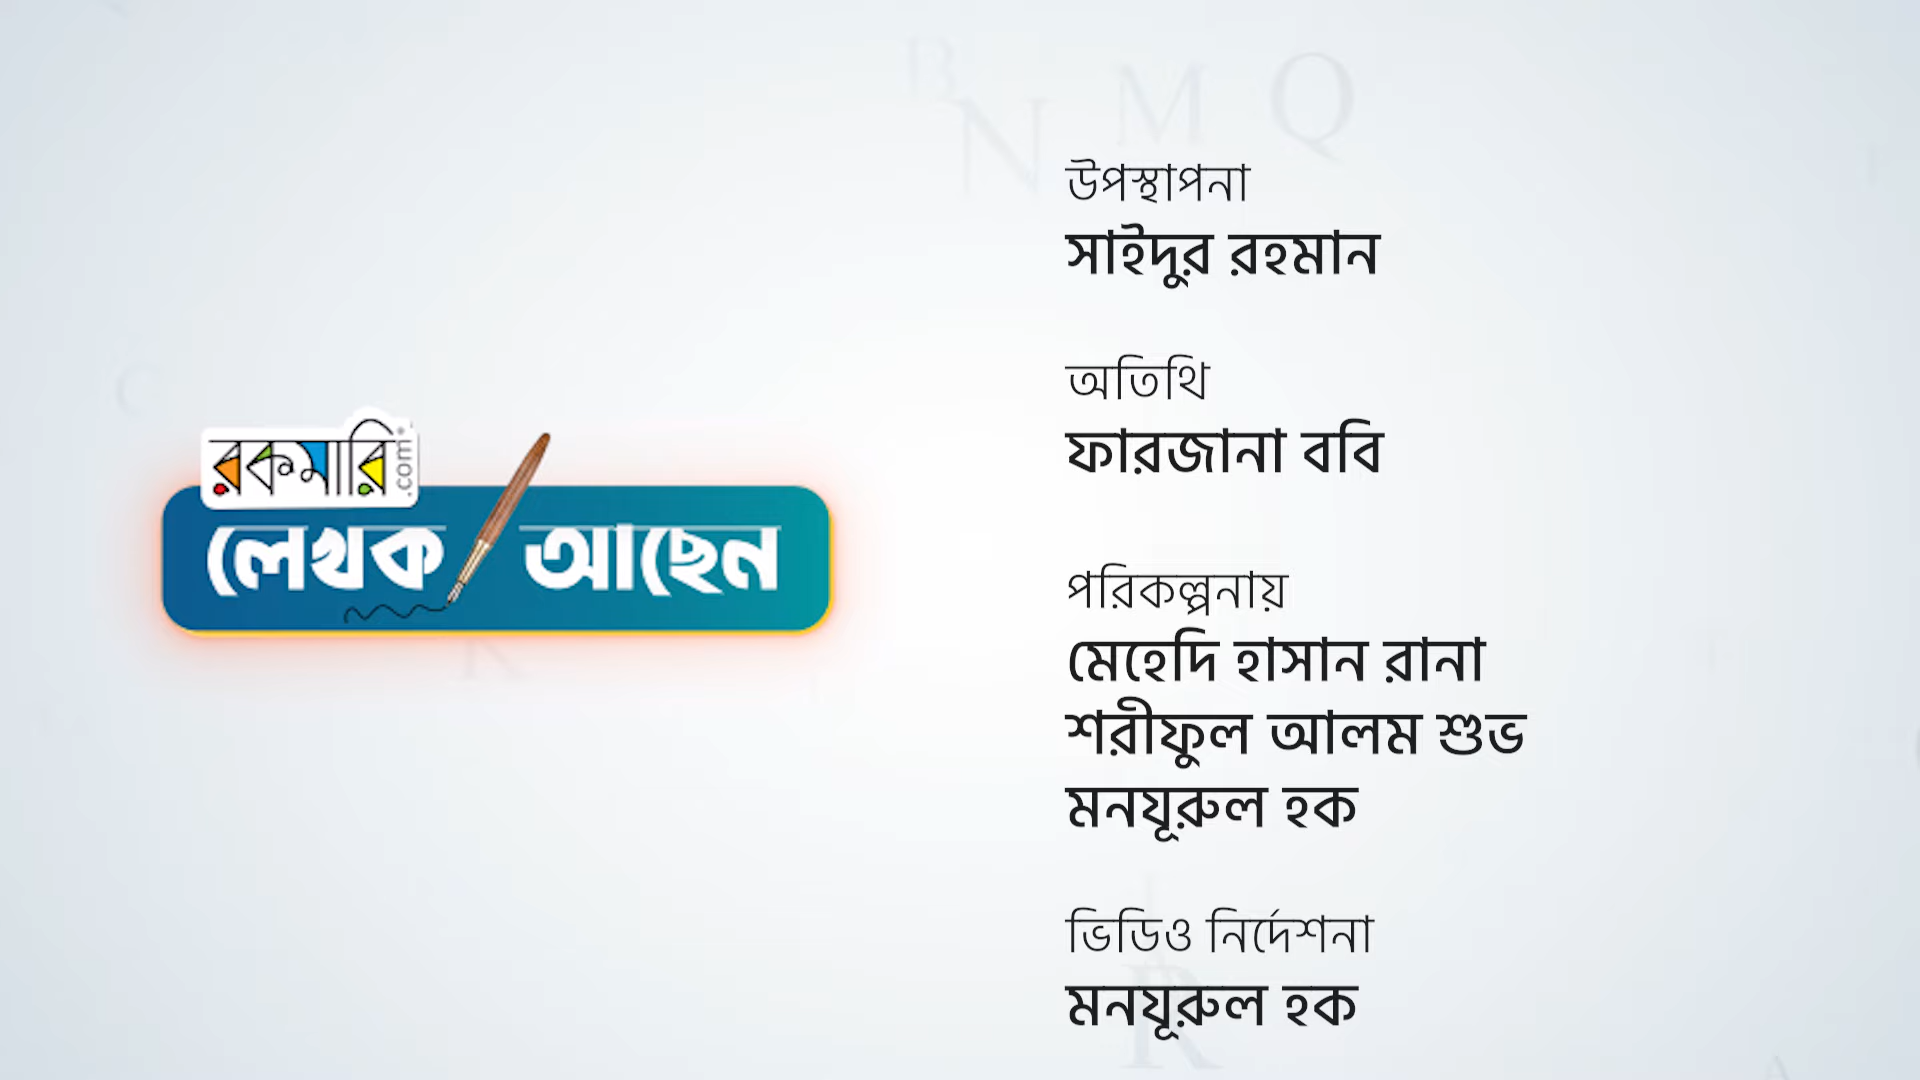 রকমারি.com
লেখক আছেন
উপস্থাপনা
সাইদুর রহমান
অতিথি
ফারজানা ববি
পরিকল্পনায়
মেহেদি হাসান রানা
শরীফুল আলম শুভ
মনযূরুল হক
ভিডিও নির্দেশনা
মনযূরুল হক
B
N
M
Q
C
R
R
A